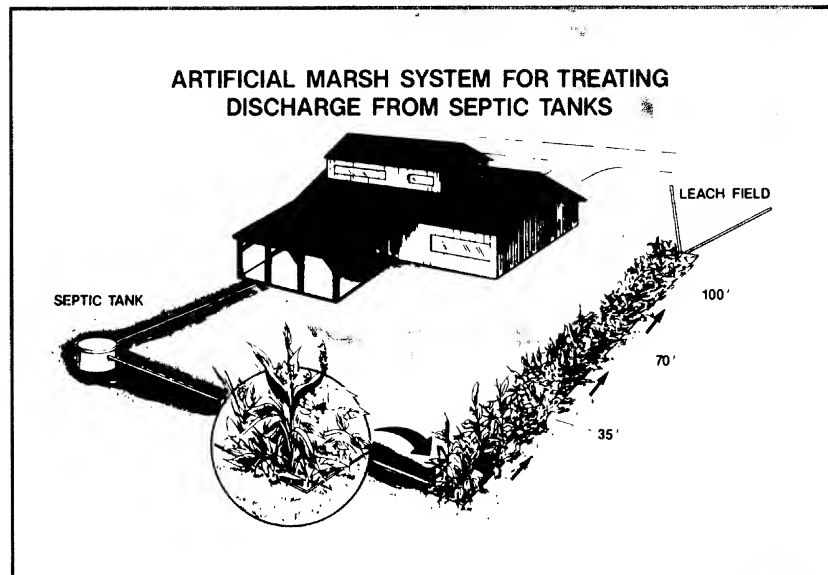 ARTIFICIAL MARSH SYSTEM FOR TREATING
DISCHARGE FROM SEPTIC TANKS
LEACH FIELD
SEPTIC TANK
100'
70'
35'